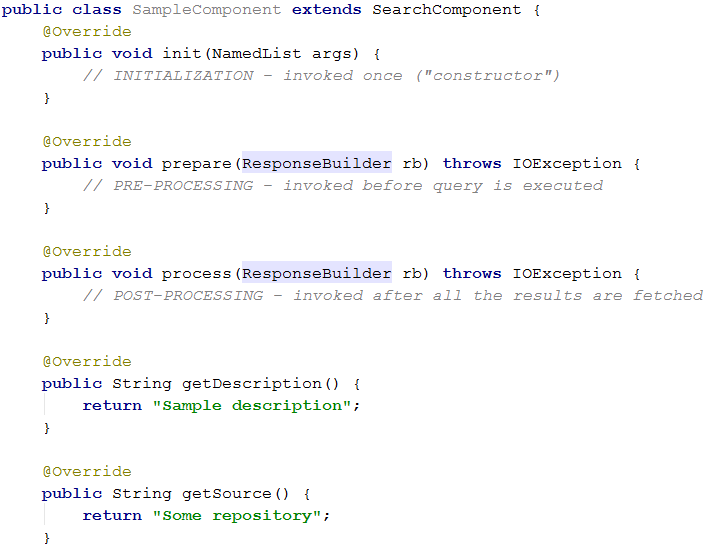 public class SampleComponent extends SearchComponent {
    @Override
    public void init(NamedList args) {
        // INITIALIZATION - invoked once ("constructor")
    }

    @Override
    public void prepare(ResponseBuilder rb) throws IOException {
        // PRE-PROCESSING - invoked before query is executed
    }

    @Override
    public void process(ResponseBuilder rb) throws IOException {
        // POST-PROCESSING - invoked after all the results are fetched
    }

    @Override
    public String getDescription() {
        return "Sample description";
    }

    @Override
    public String getSource() {
        return "Some repository";
    }